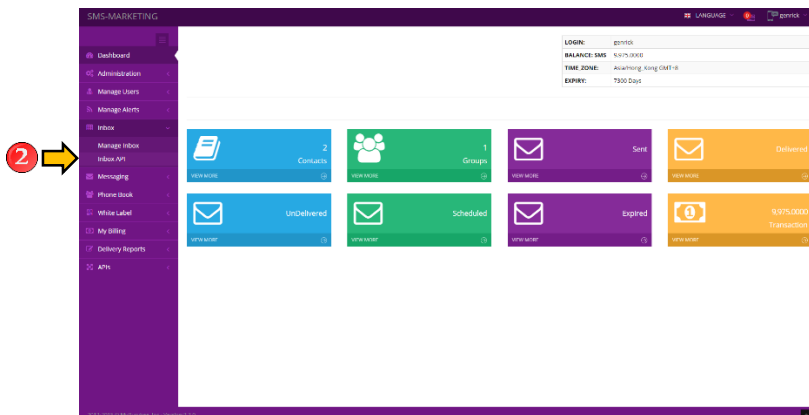 SMS-MARKETING
LANGUAGE
genrick
LOGIN: genrick
BALANCE: SMS 9,975.0000
TIME ZONE: Asia/Hong_Kong GMT+8
EXPIRY: 7300 Days
Dashboard
Administration
Manage Users
Manage Alerts
Inbox
Manage Inbox
Inbox API
Messaging
Phone Book
White Label
My Billing
Delivery Reports
APIs
2
2
Contacts
VIEW MORE
1
Groups
VIEW MORE
Sent
VIEW MORE
Delivered
VIEW MORE
UnDelivered
VIEW MORE
Scheduled
VIEW MORE
Expired
VIEW MORE
9,975.0000
Transaction
VIEW MORE